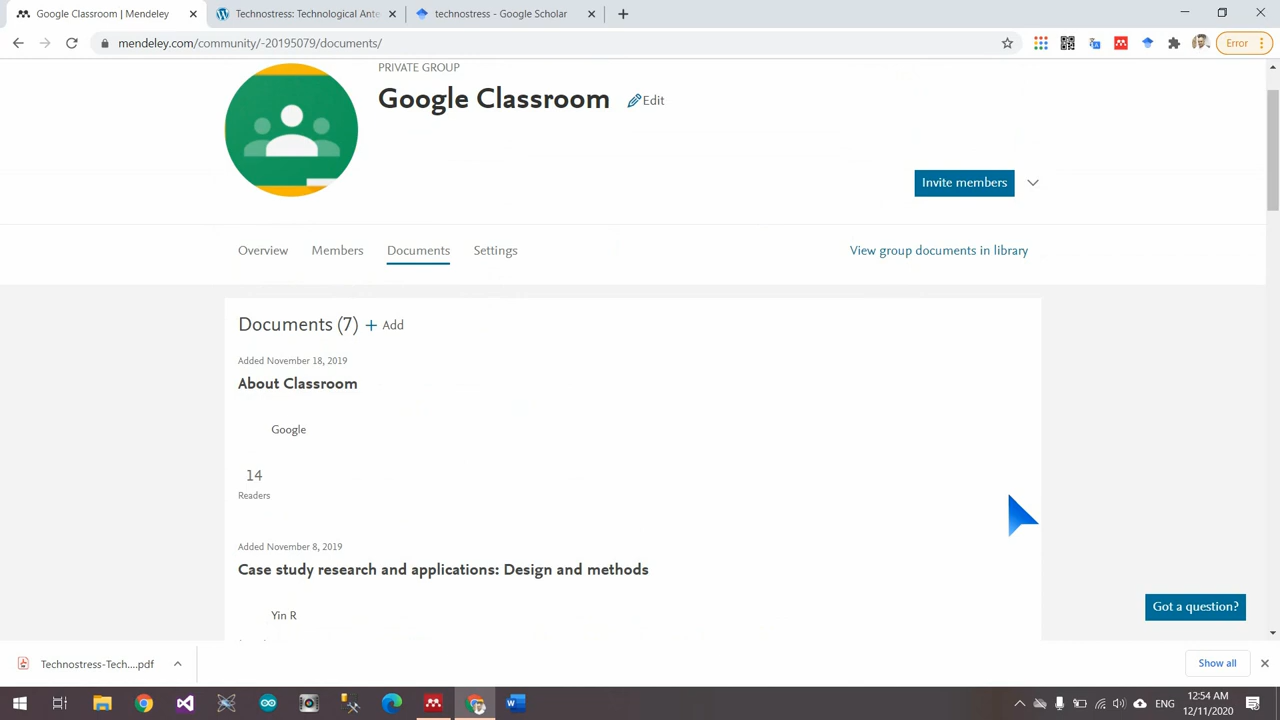 Google Classroom | Mendeley
Technostress: Technological Ante
technostress - Google Scholar
mendeley.com/community/-20195079/documents/
Error
PRIVATE GROUP
Google Classroom
Edit
Invite members
Overview
Members
Documents
Settings
View group documents in library
Documents (7)
Add
Added November 18, 2019
About Classroom
Google
14
Readers
Added November 8, 2019
Case study research and applications: Design and methods
Yin R
Got a question?
Technostress-Tech....pdf
Show all
12:54 AM
ENG
12/11/2020